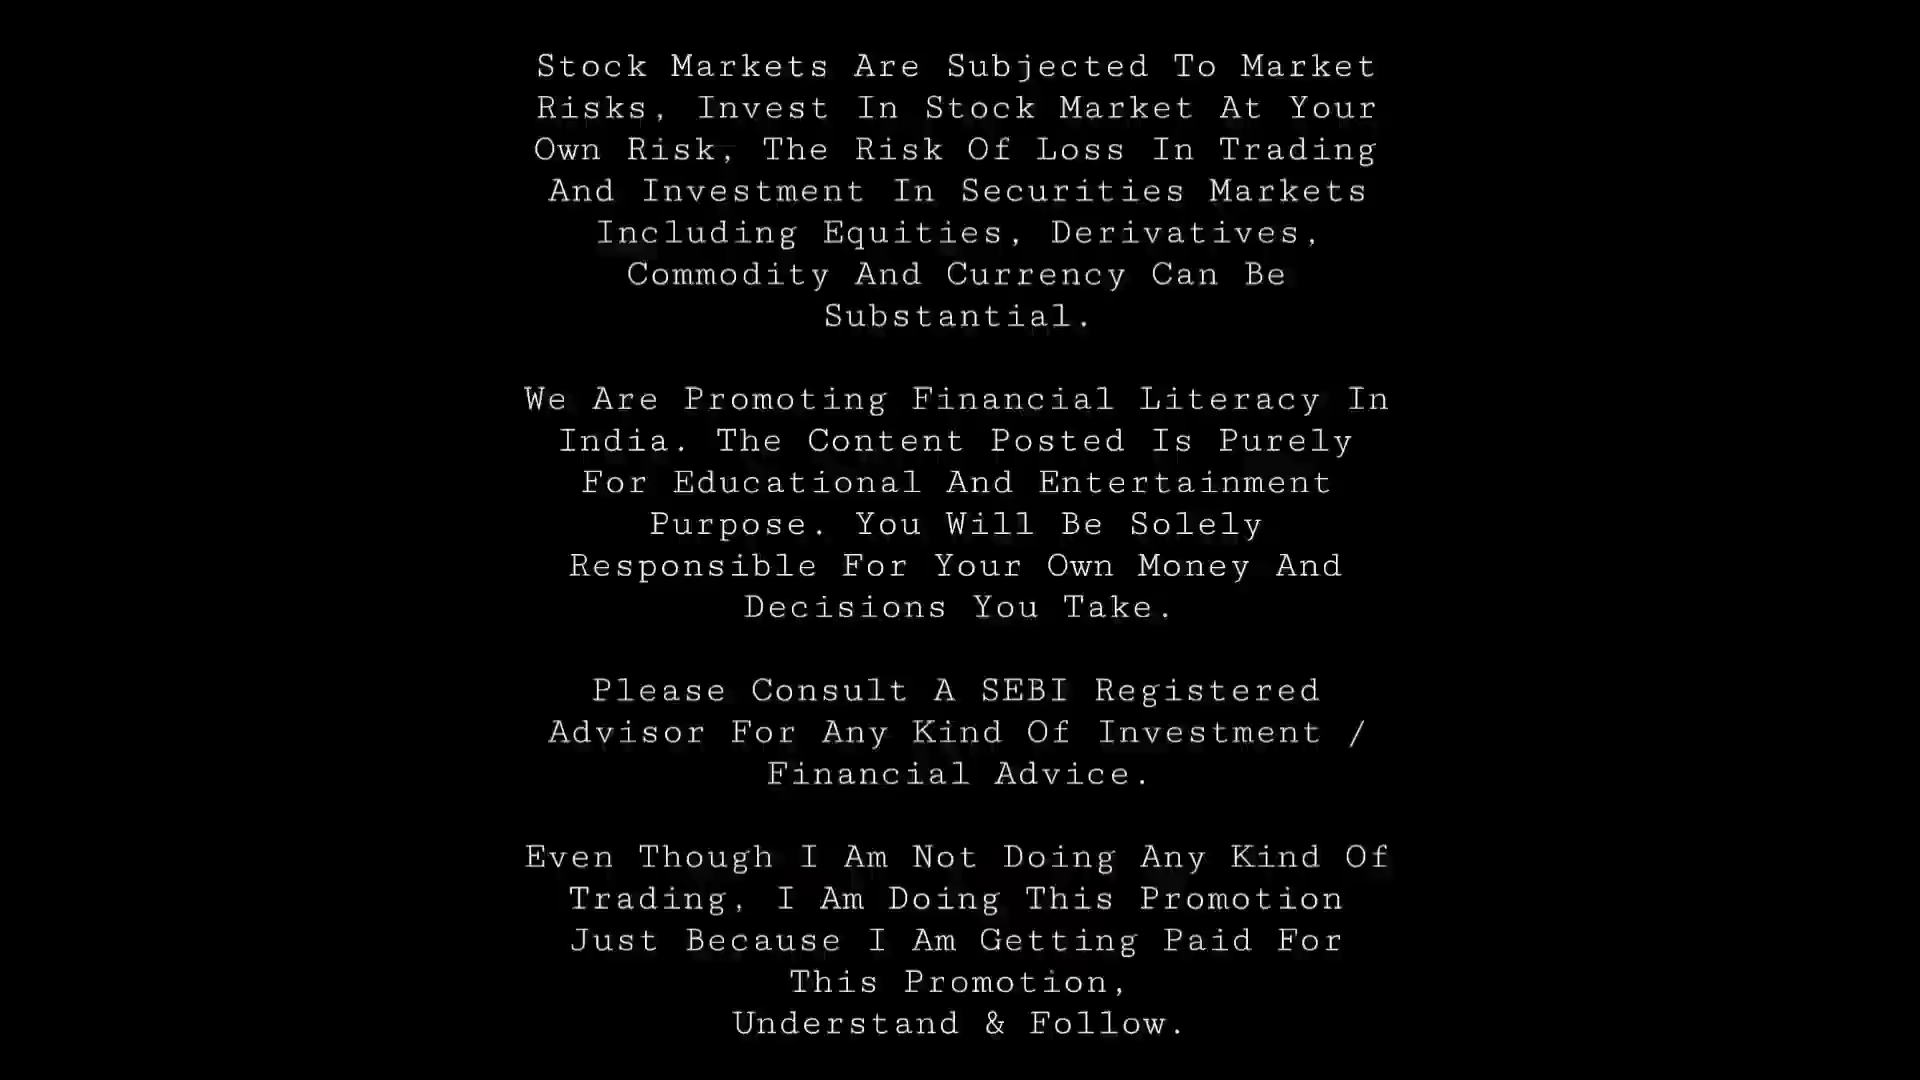 Stock Markets Are Subjected To Market
Risks, Invest In Stock Market At Your
Own Risk, The Risk Of Loss In Trading
And Investment In Securities Markets
Including Equities, Derivatives,
Commodity And Currency Can Be
Substantial.
We Are Promoting Financial Literacy In
India. The Content Posted Is Purely
For Educational And Entertainment
Purpose. You Will Be Solely
Responsible For Your Own Money And
Decisions You Take.
Please Consult A SEBI Registered
Advisor For Any Kind Of Investment /
Financial Advice.
Even Though I Am Not Doing Any Kind Of
Trading, I Am Doing This Promotion
Just Because I Am Getting Paid For
This Promotion,
Understand & Follow.